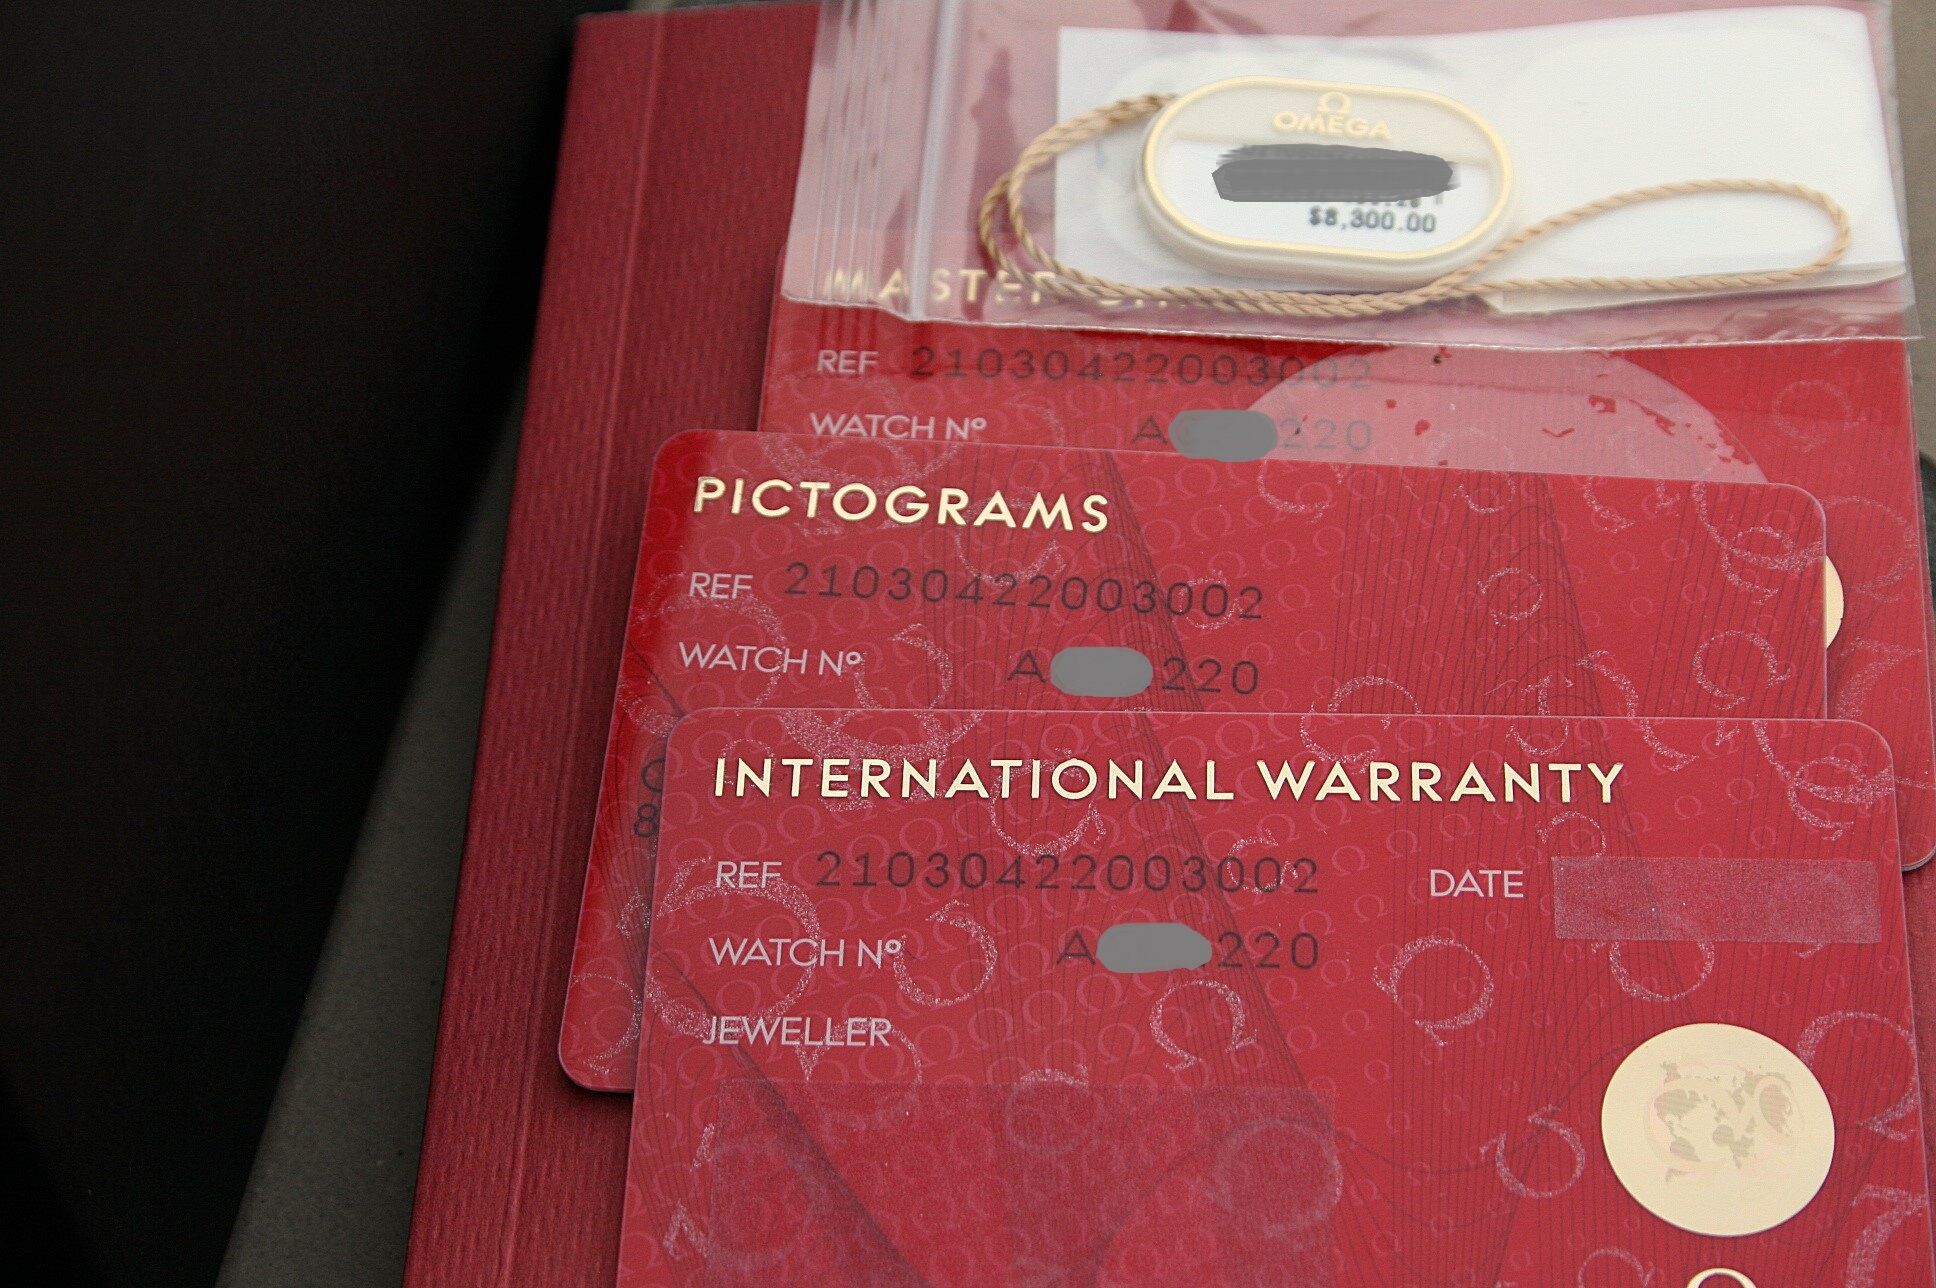 Ω
OMEGA
$8,300.00
MASTER
REF 21030422003002
WATCH Nº A 220
PICTOGRAMS
REF 21030422003002
WATCH Nº A 220
INTERNATIONAL WARRANTY
REF 21030422003002 DATE
WATCH Nº A 220
JEWELLER